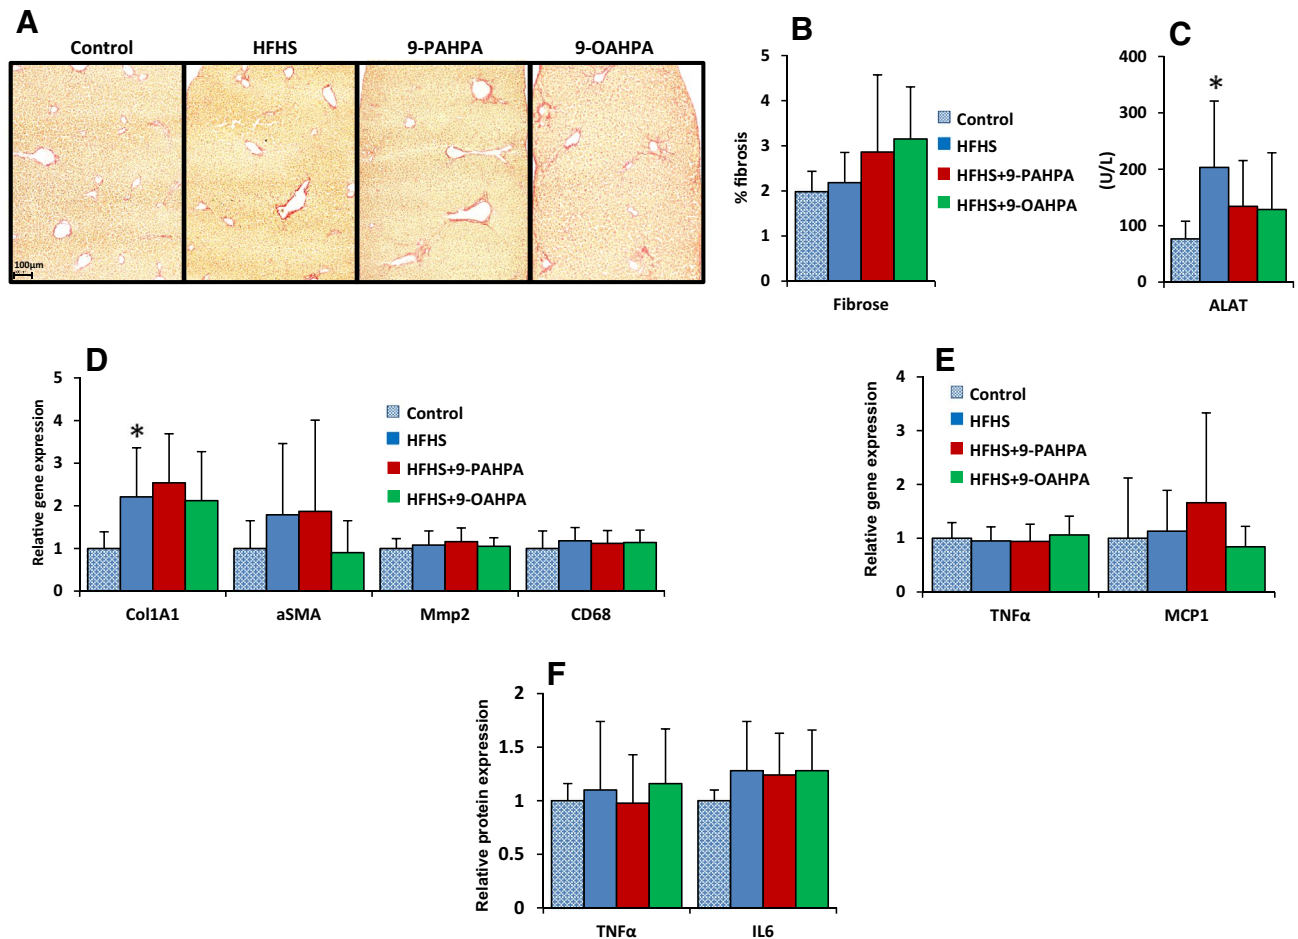 A
Control HFHS 9-PAHPA 9-OAHPA
100µm
B
5
4
3
2
1
0
% fibrosis
Fibrose
Control
HFHS
HFHS+9-PAHPA
HFHS+9-OAHPA
C
400
300
200
100
0
(U/L)
*
ALAT
D
5
4
3
2
1
0
Relative gene expression
*
Control
HFHS
HFHS+9-PAHPA
HFHS+9-OAHPA
Col1A1 aSMA Mmp2 CD68
E
4
3
2
1
0
Relative gene expression
Control
HFHS
HFHS+9-PAHPA
HFHS+9-OAHPA
TNFα MCP1
F
2
1.5
1
0.5
0
Relative protein expression
TNFα IL6